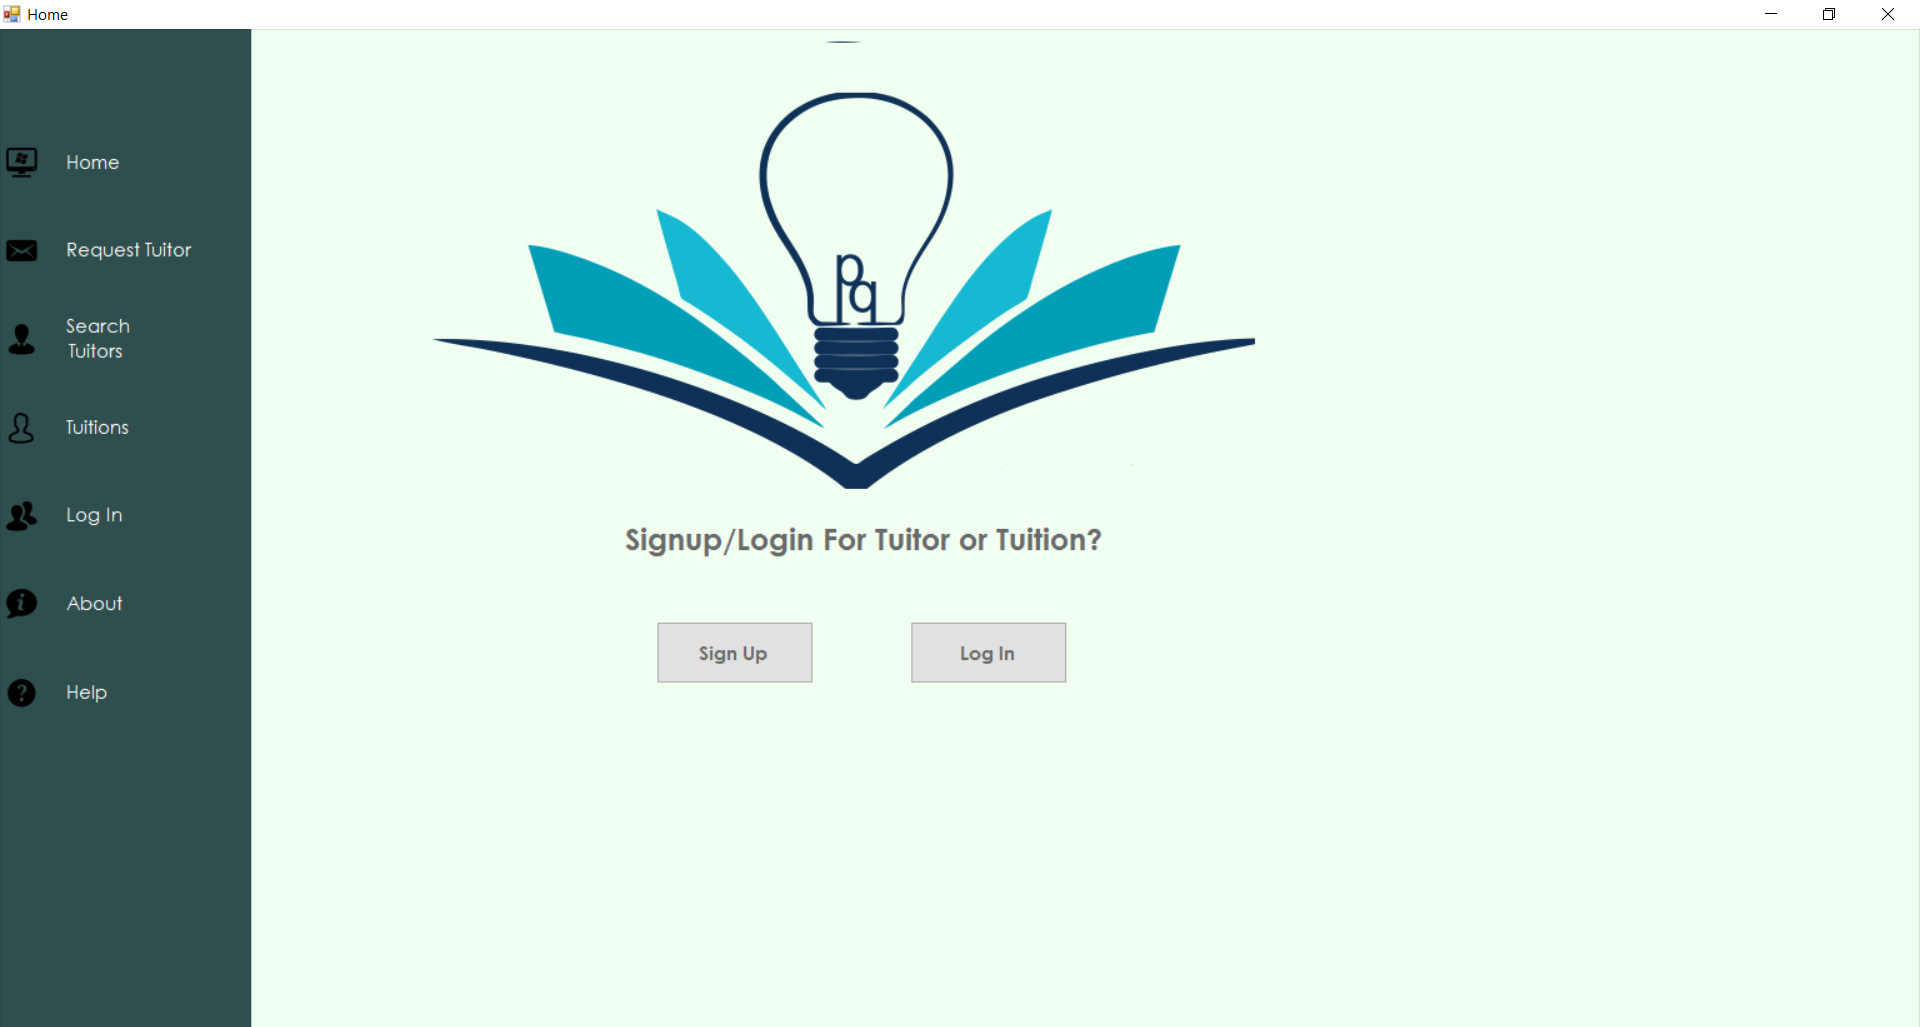 Home
Home
Request Tuitor
Search
Tuitors
Tuitions
Log In
About
Help
pq
Signup/Login For Tuitor or Tuition?
Sign Up
Log In